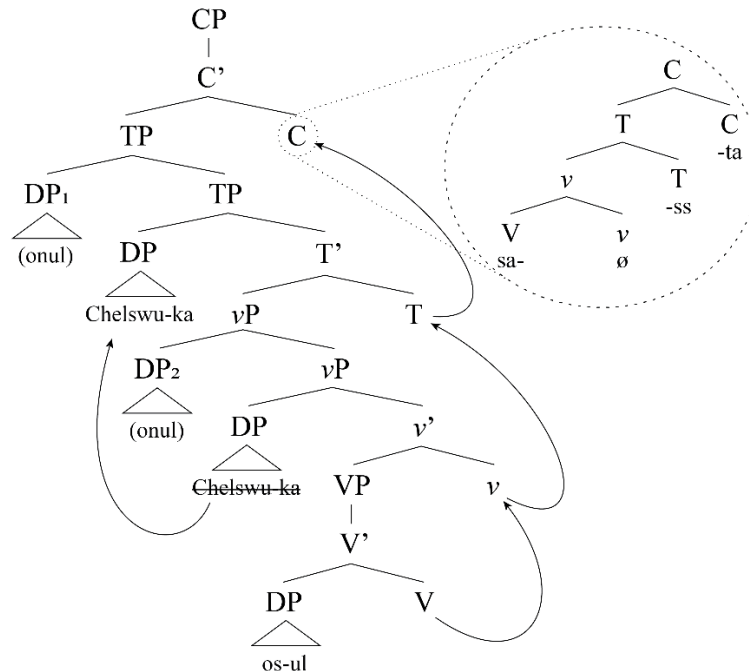 CP
C'
TP C
DP₁ TP
(onul)
DP T'
Chelswu-ka
vP T
DP₂ vP
(onul)
DP v'
Chelswu-ka
VP v
V'
DP V
os-ul
C
T C
-ta
v T
-ss
V v
sa- ø